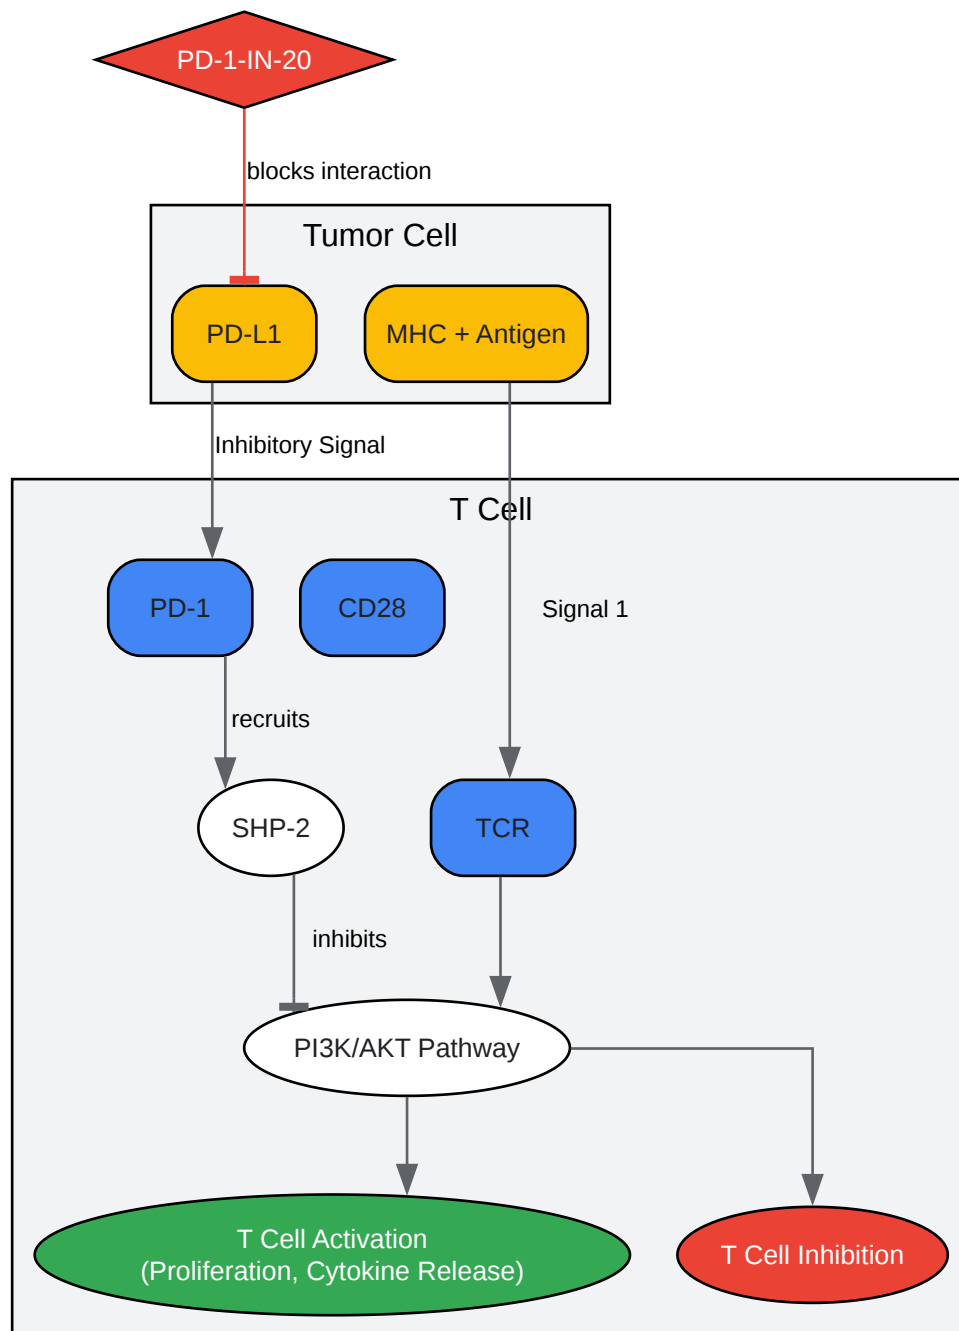 PD-1-IN-20
blocks interaction
Tumor Cell
PD-L1
MHC + Antigen
Inhibitory Signal
T Cell
PD-1
CD28
Signal 1
recruits
SHP-2
TCR
inhibits
PI3K/AKT Pathway
T Cell Activation
(Proliferation, Cytokine Release)
T Cell Inhibition